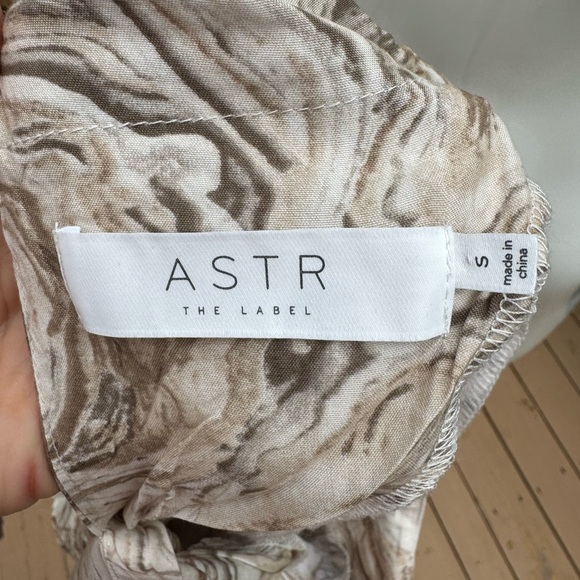 ASTR
THE LABEL
S
made in
china